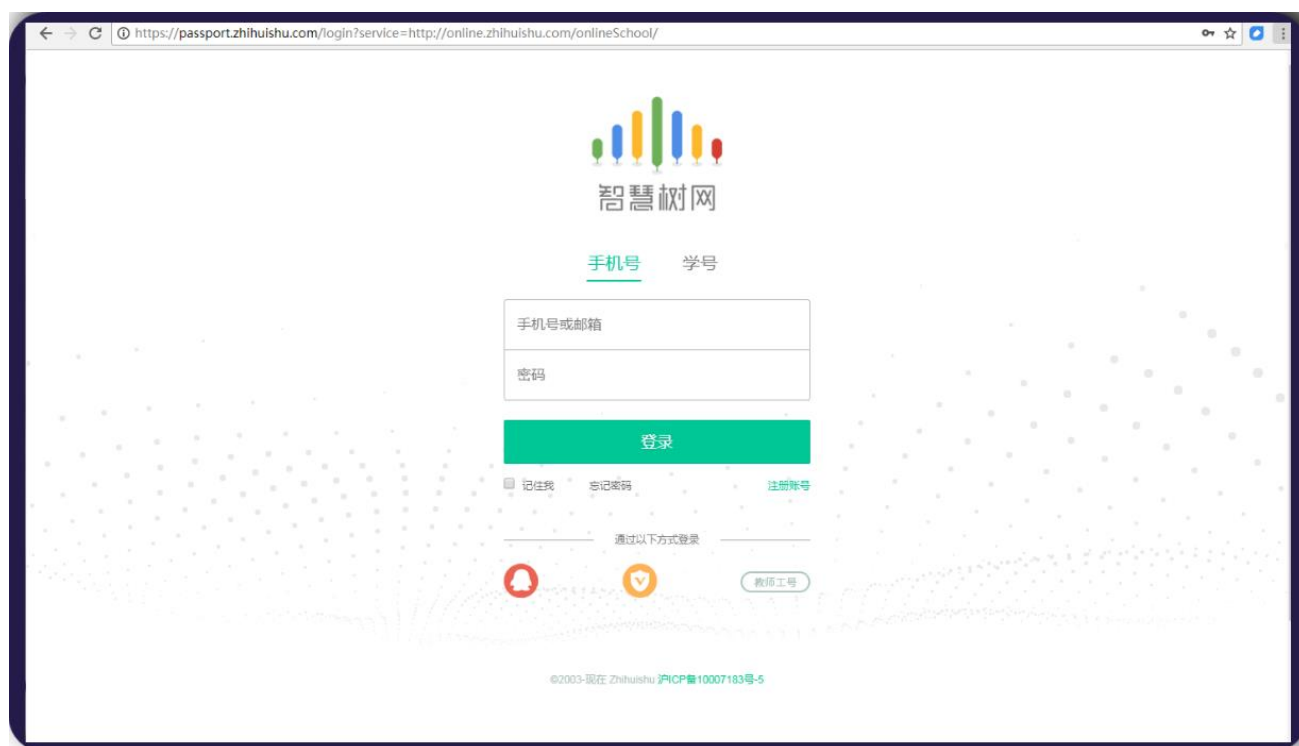 https://passport.zhihuishu.com/login?service=http://online.zhihuishu.com/onlineSchool/
智慧树网
手机号 学号
手机号或邮箱
密码
登录
记住我 忘记密码 注册账号
通过以下方式登录
教师工号
©2003-现在 Zhihuishu 沪ICP备10007183号-5